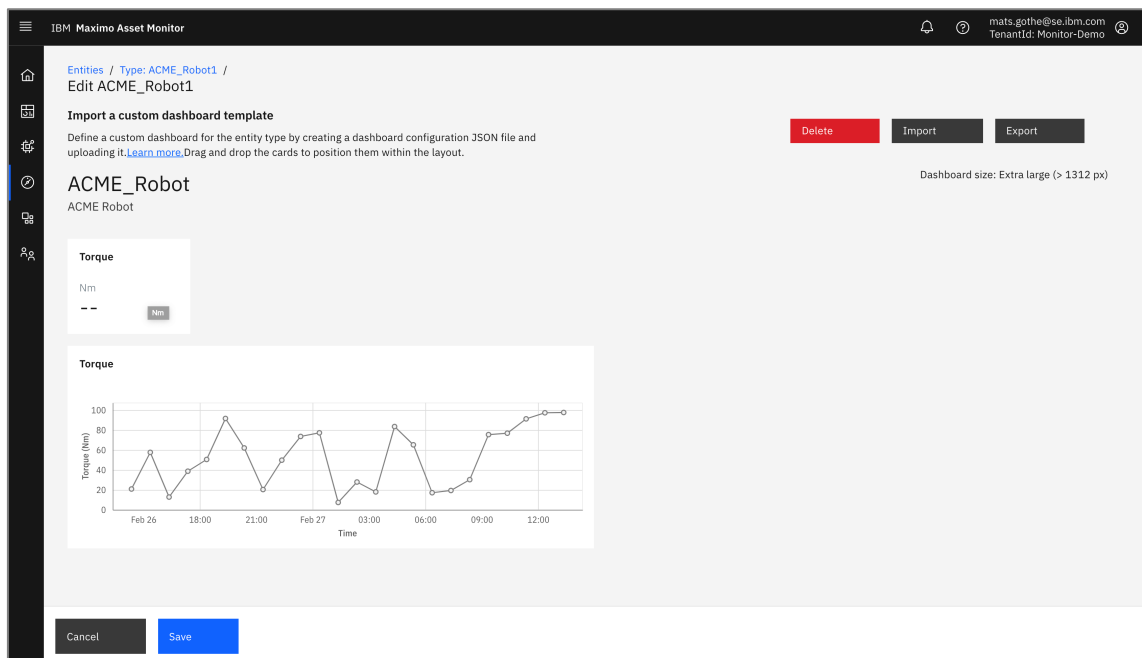 IBM Maximo Asset Monitor
mats.gothe@se.ibm.com
TenantId: Monitor-Demo
Entities / Type: ACME_Robot1 /
Edit ACME_Robot1
Import a custom dashboard template
Define a custom dashboard for the entity type by creating a dashboard configuration JSON file and
uploading it.Learn more.Drag and drop the cards to position them within the layout.
Delete
Import
Export
Dashboard size: Extra large (> 1312 px)
ACME_Robot
ACME Robot
Torque
Nm
--
Nm
Torque
100
80
60
40
20
0
Torque (Nm)
Feb 26 18:00 21:00 Feb 27 03:00 06:00 09:00 12:00
Time
Cancel
Save